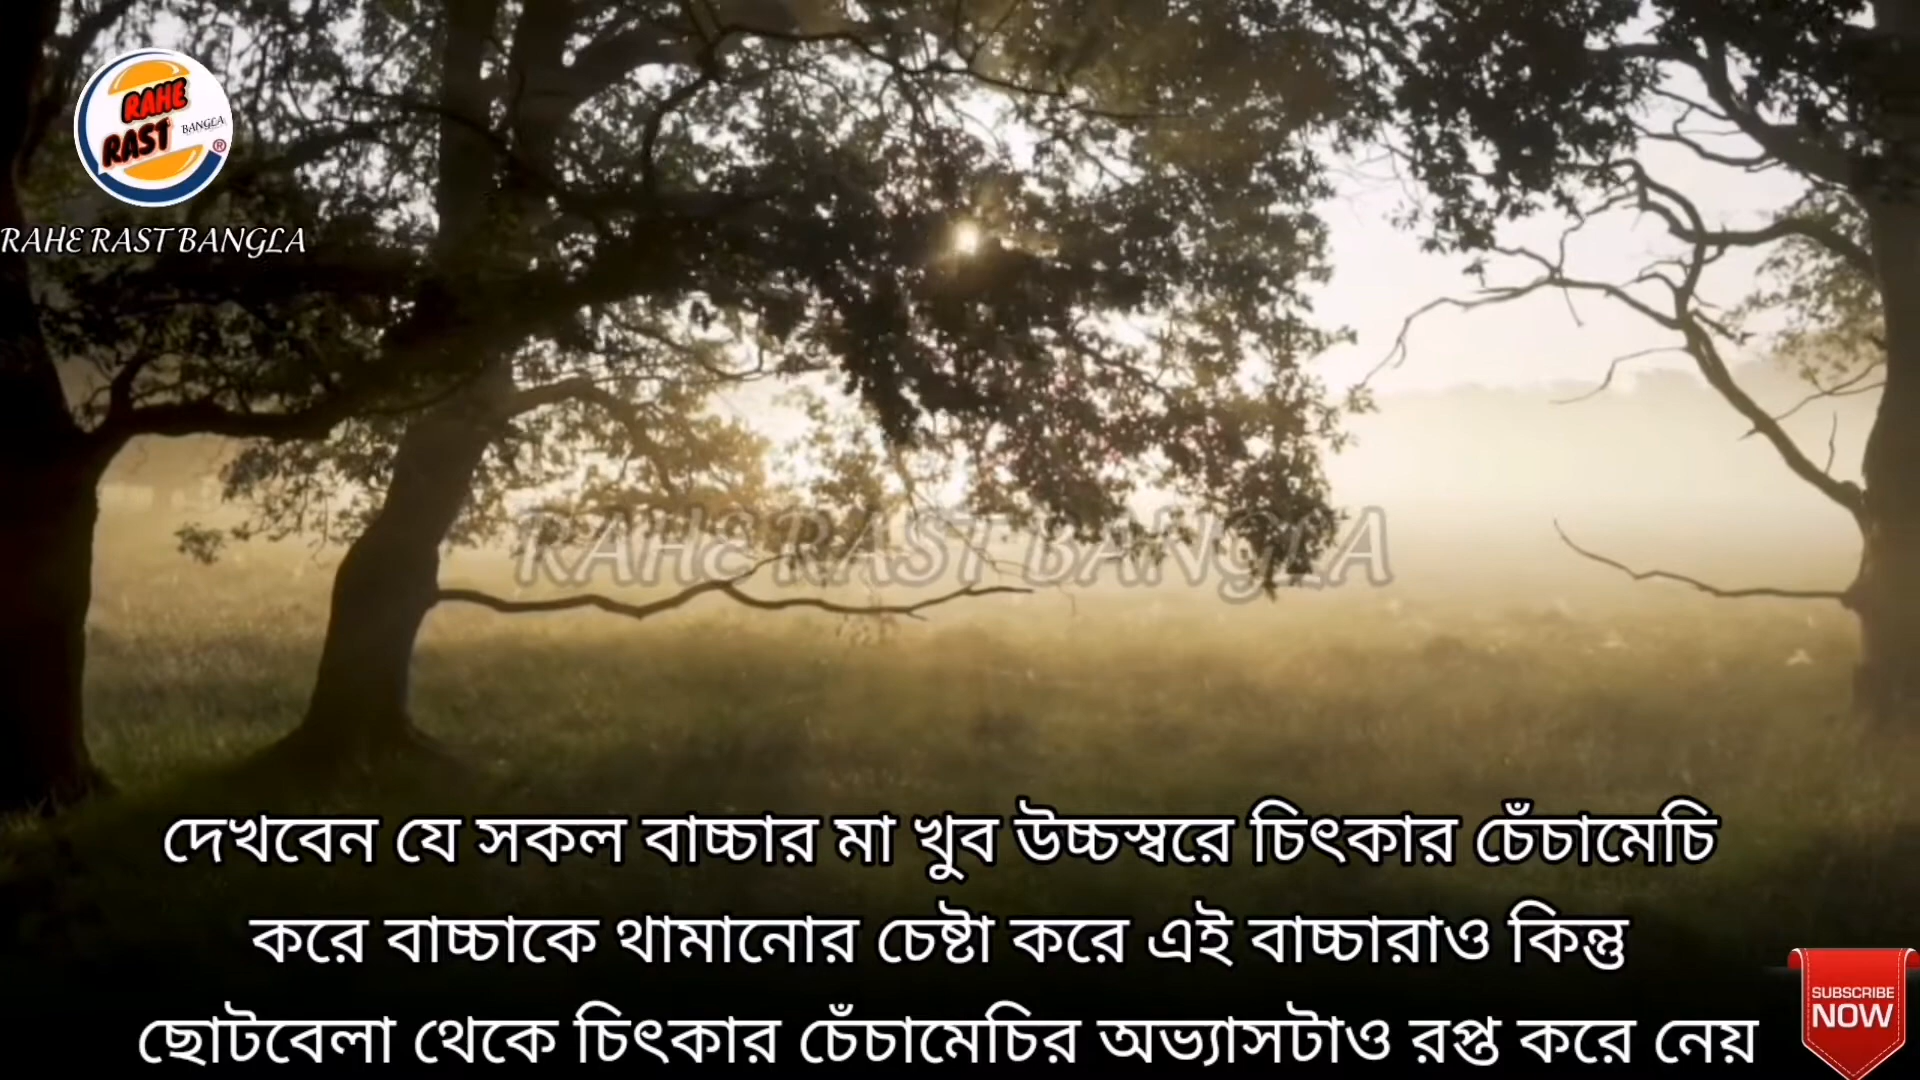 RAHE
RAST BANGLA
®
RAHE RAST BANGLA
RAHE RAST BANGLA
দেখবেন যে সকল বাচ্চার মা খুব উচ্চস্বরে চিৎকার চেঁচামেচি
করে বাচ্চাকে থামানোর চেষ্টা করে এই বাচ্চারাও কিন্তু
ছোটবেলা থেকে চিৎকার চেঁচামেচির অভ্যাসটাও রপ্ত করে নেয়
SUBSCRIBE
NOW